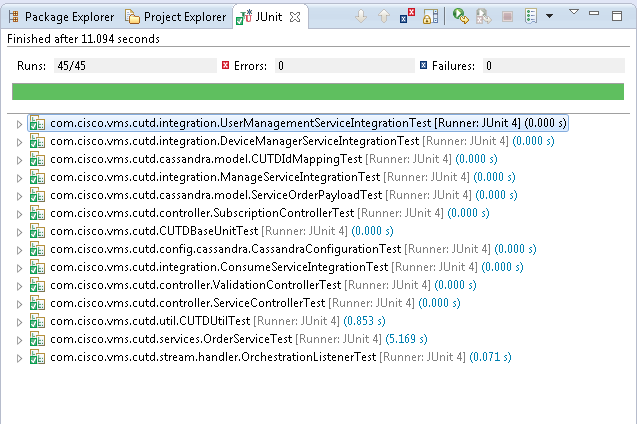 Package Explorer Project Explorer JUnit
Finished after 11.094 seconds
Runs: 45/45 Errors: 0 Failures: 0
com.cisco.vms.cutd.integration.UserManagementServiceIntegrationTest [Runner: JUnit 4] (0.000 s)
com.cisco.vms.cutd.integration.DeviceManagerServiceIntegrationTest [Runner: JUnit 4] (0.000 s)
com.cisco.vms.cutd.cassandra.model.CUTDIdMappingTest [Runner: JUnit 4] (0.000 s)
com.cisco.vms.cutd.integration.ManageServiceIntegrationTest [Runner: JUnit 4] (0.000 s)
com.cisco.vms.cutd.cassandra.model.ServiceOrderPayloadTest [Runner: JUnit 4] (0.000 s)
com.cisco.vms.cutd.controller.SubscriptionControllerTest [Runner: JUnit 4] (0.000 s)
com.cisco.vms.CUTDBaseUnitTest [Runner: JUnit 4] (0.000 s)
com.cisco.vms.cutd.config.cassandra.CassandraConfigurationTest [Runner: JUnit 4] (0.000 s)
com.cisco.vms.cutd.integration.ConsumeServiceIntegrationTest [Runner: JUnit 4] (0.000 s)
com.cisco.vms.cutd.controller.ValidationControllerTest [Runner: JUnit 4] (0.000 s)
com.cisco.vms.cutd.controller.ServiceControllerTest [Runner: JUnit 4] (0.000 s)
com.cisco.vms.cutd.util.CUTDUtilTest [Runner: JUnit 4] (0.853 s)
com.cisco.vms.cutd.services.OrderServiceTest [Runner: JUnit 4] (5.169 s)
com.cisco.vms.cutd.stream.handler.OrchestrationListenerTest [Runner: JUnit 4] (0.071 s)